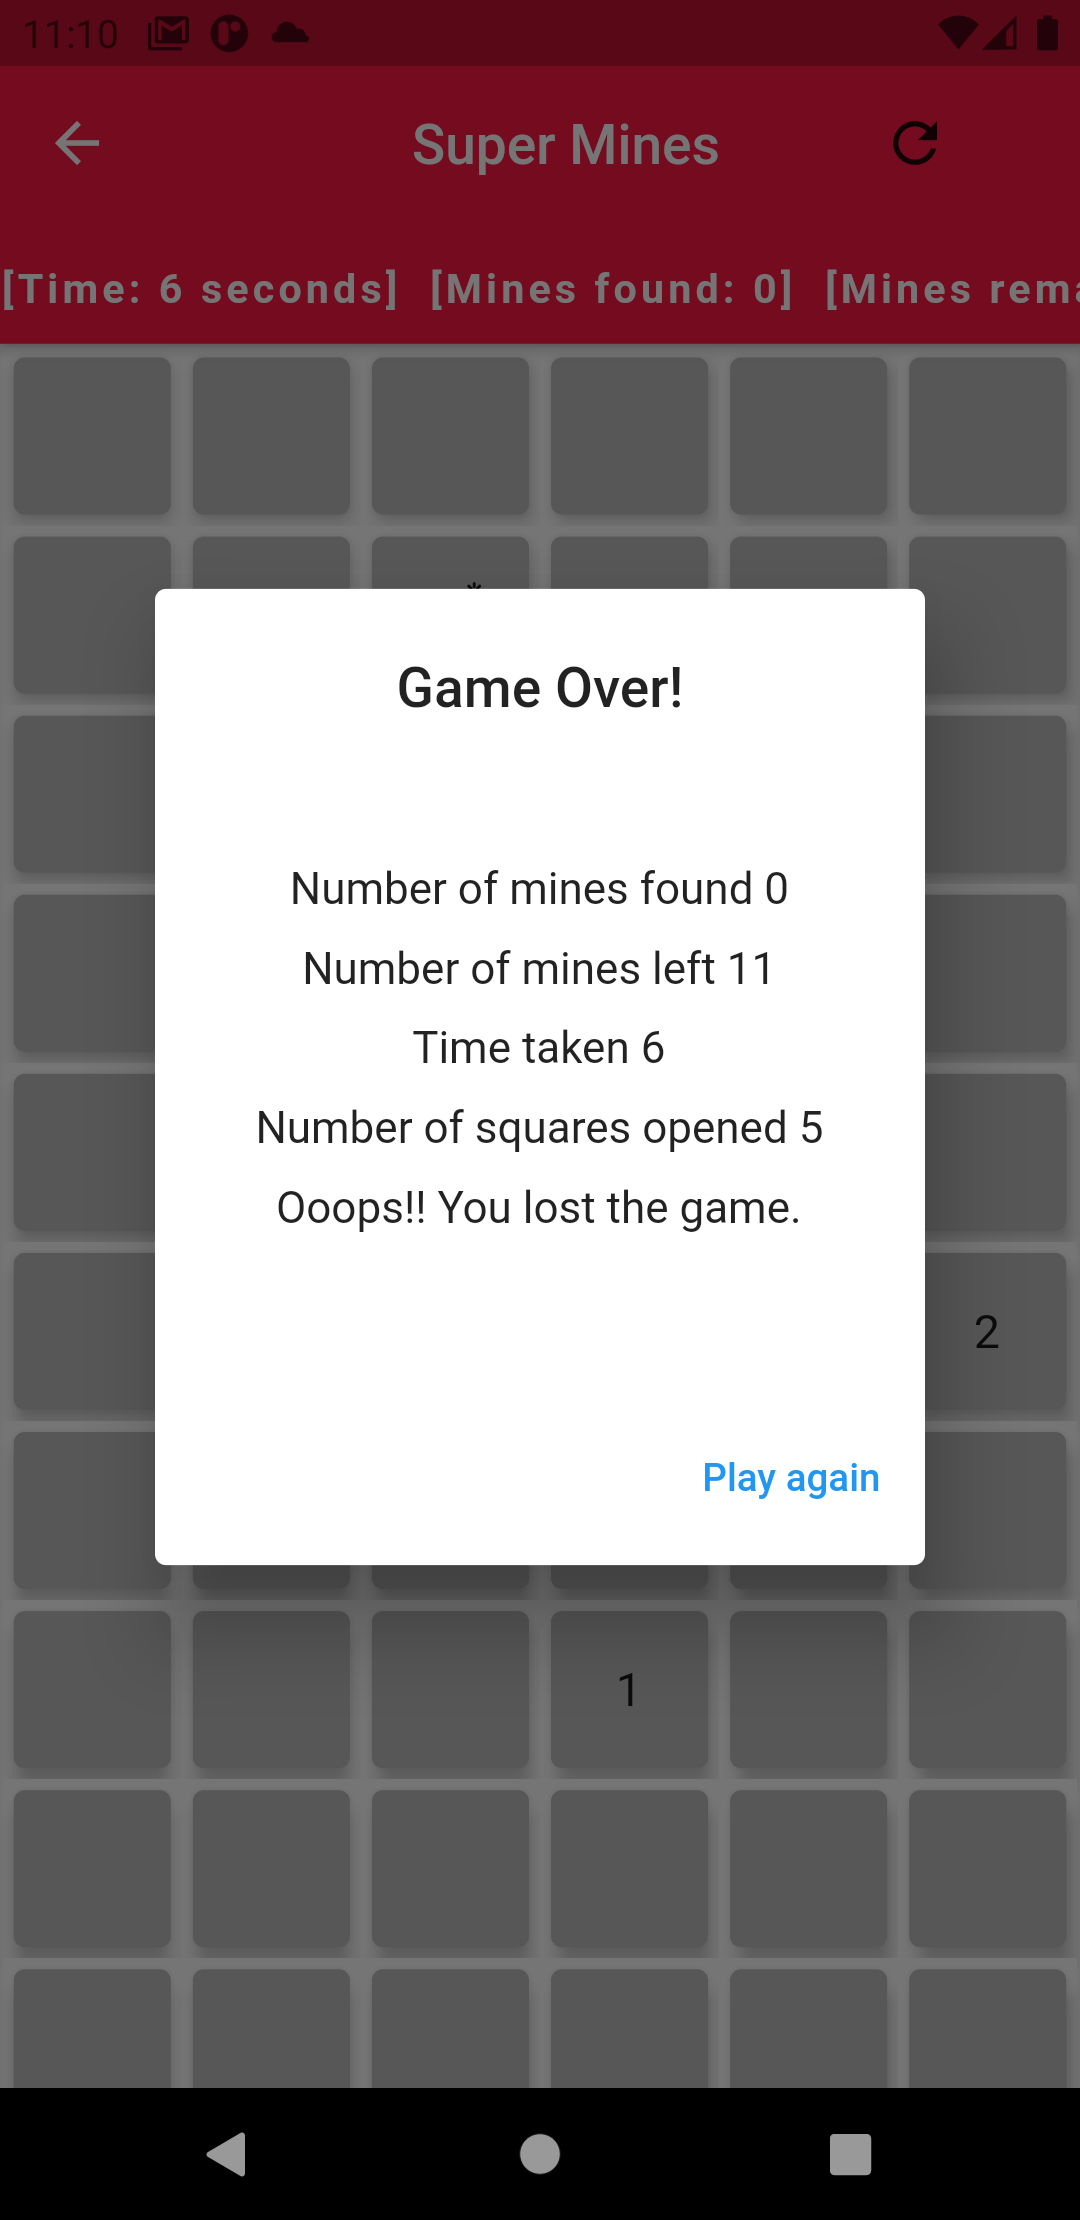 11:10
Super Mines
[Time: 6 seconds] [Mines found: 0] [Mines rema
*
Game Over!
Number of mines found 0
Number of mines left 11
Time taken 6
Number of squares opened 5
Ooops!! You lost the game.
2
Play again
1